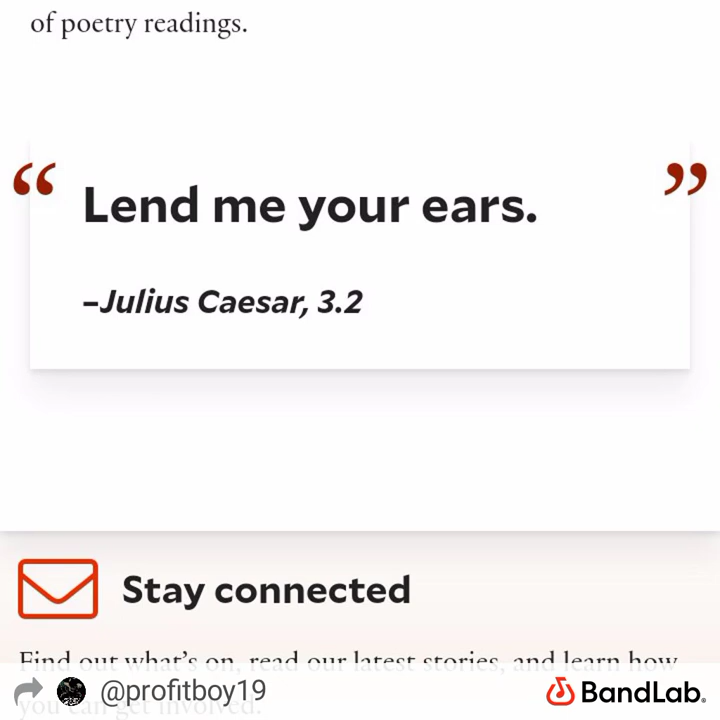 of poetry readings.
“ Lend me your ears. ”
–Julius Caesar, 3.2
Stay connected
Find out what’s on, read our latest stories, and learn how
you can get involved.
@profitboy19
BandLab.